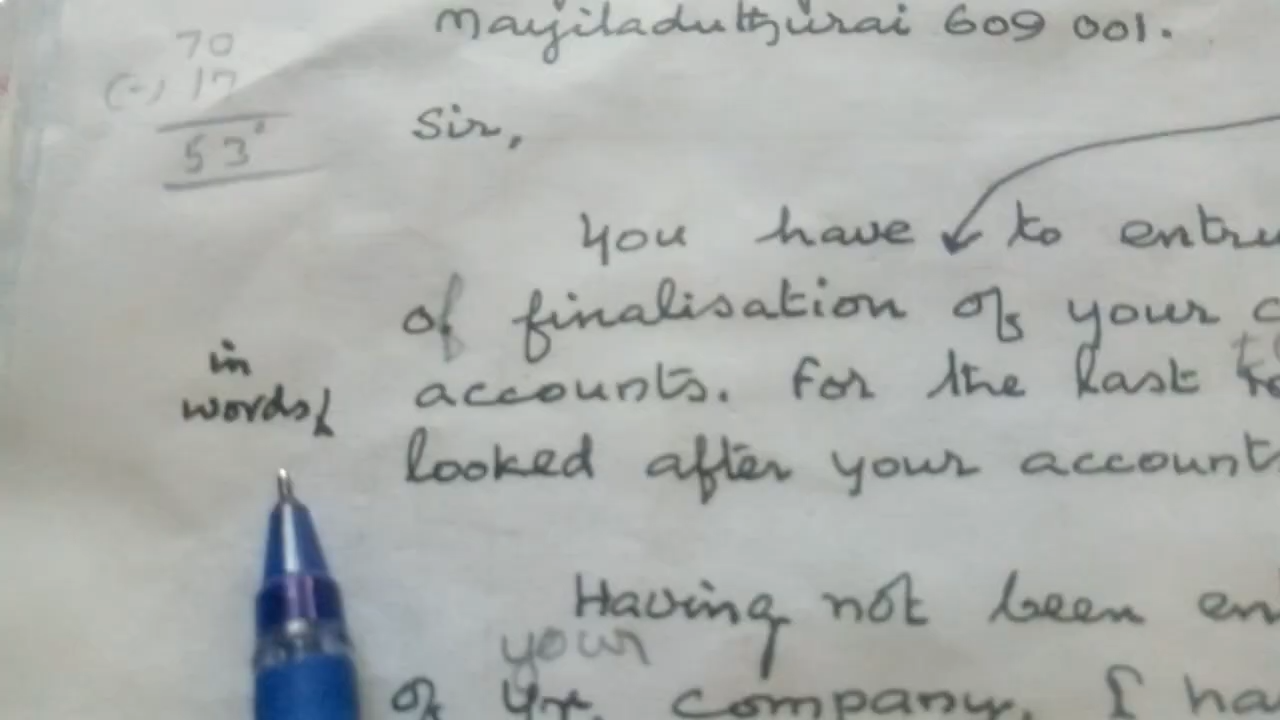 Mayiladuthurai 609 001.
70
(-) 17
53
Sir,
You have to
of finalisation of your
in
words
accounts. For the last
looked after your
Having not been
your
of yr. company, I